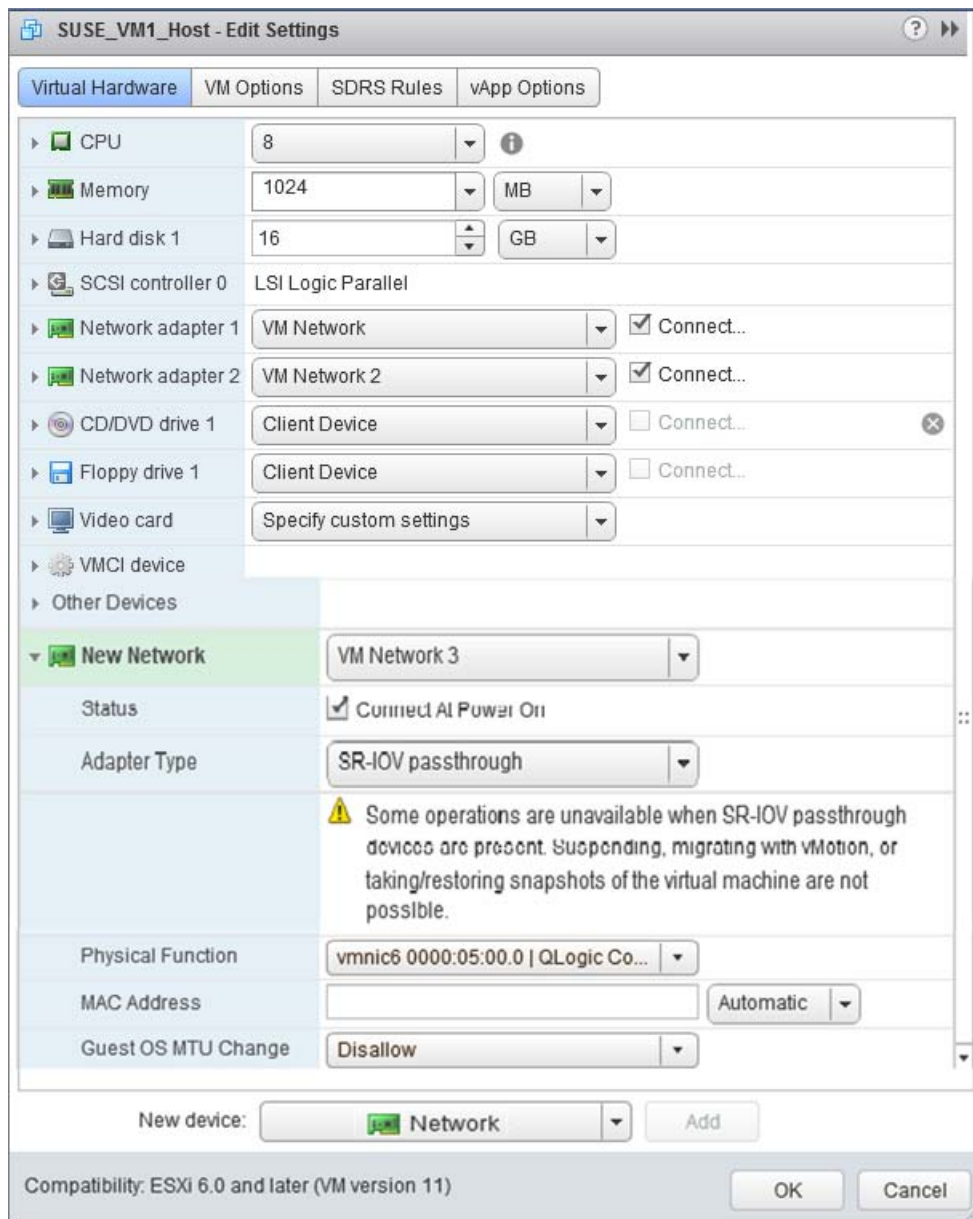 SUSE_VM1_Host - Edit Settings
Virtual Hardware VM Options SDRS Rules vApp Options
CPU 8
Memory 1024 MB
Hard disk 1 16 GB
SCSI controller 0 LSI Logic Parallel
Network adapter 1 VM Network Connect...
Network adapter 2 VM Network 2 Connect...
CD/DVD drive 1 Client Device Connect...
Floppy drive 1 Client Device Connect...
Video card Specify custom settings
VMCI device
Other Devices
New Network VM Network 3
Status Connect At Power On
Adapter Type SR-IOV passthrough
Some operations are unavailable when SR-IOV passthrough
devices are present. Suspending, migrating with vMotion, or
taking/restoring snapshots of the virtual machine are not
possible.
Physical Function vmnic6 0000:05:00.0 | QLogic Co...
MAC Address Automatic
Guest OS MTU Change Disallow
New device: Network Add
Compatibility: ESXi 6.0 and later (VM version 11) OK Cancel